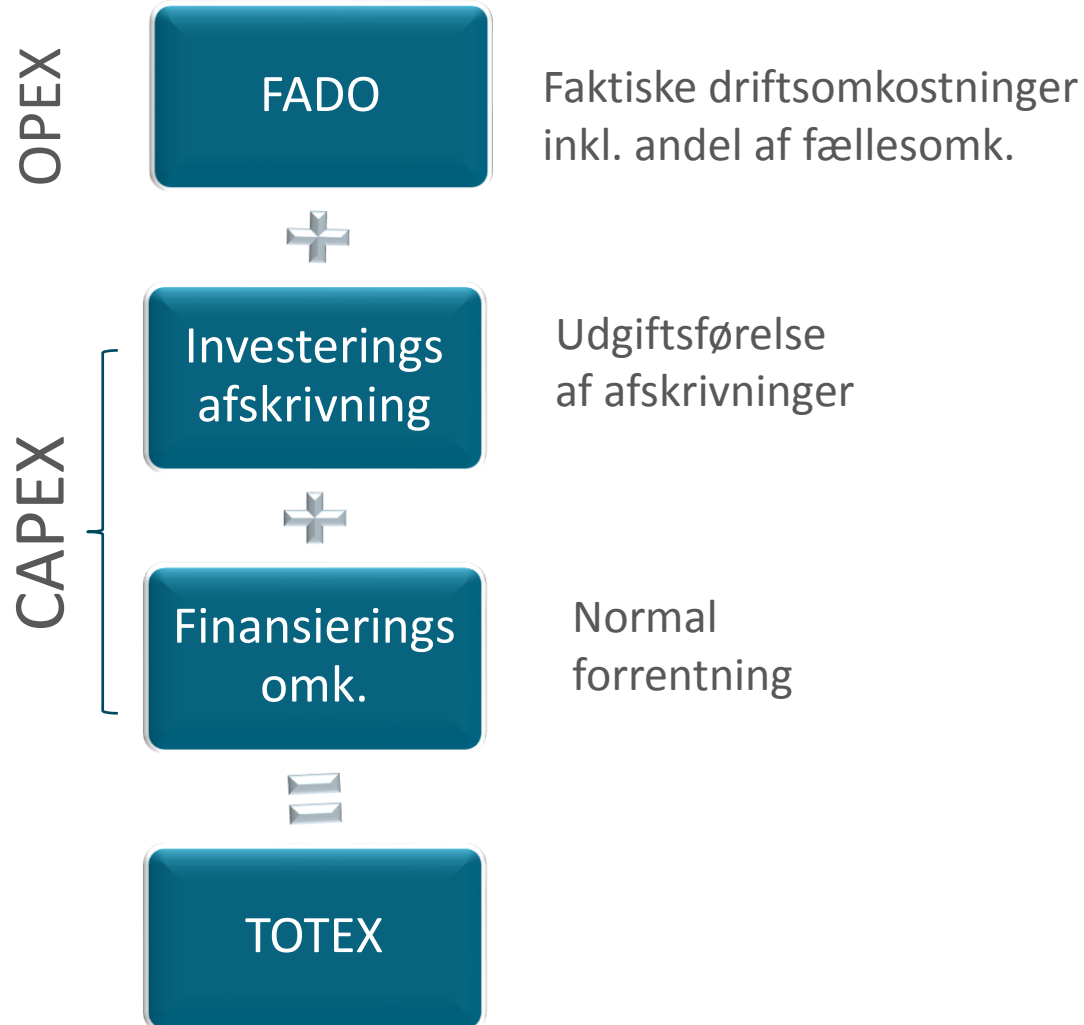 OPEX
FADO
Faktiske driftsomkostninger
inkl. andel af fællesomk.
+
CAPEX
Investerings
afskrivning
Udgiftsførelse
af afskrivninger
+
Finansierings
omk.
Normal
forrentning
=
TOTEX